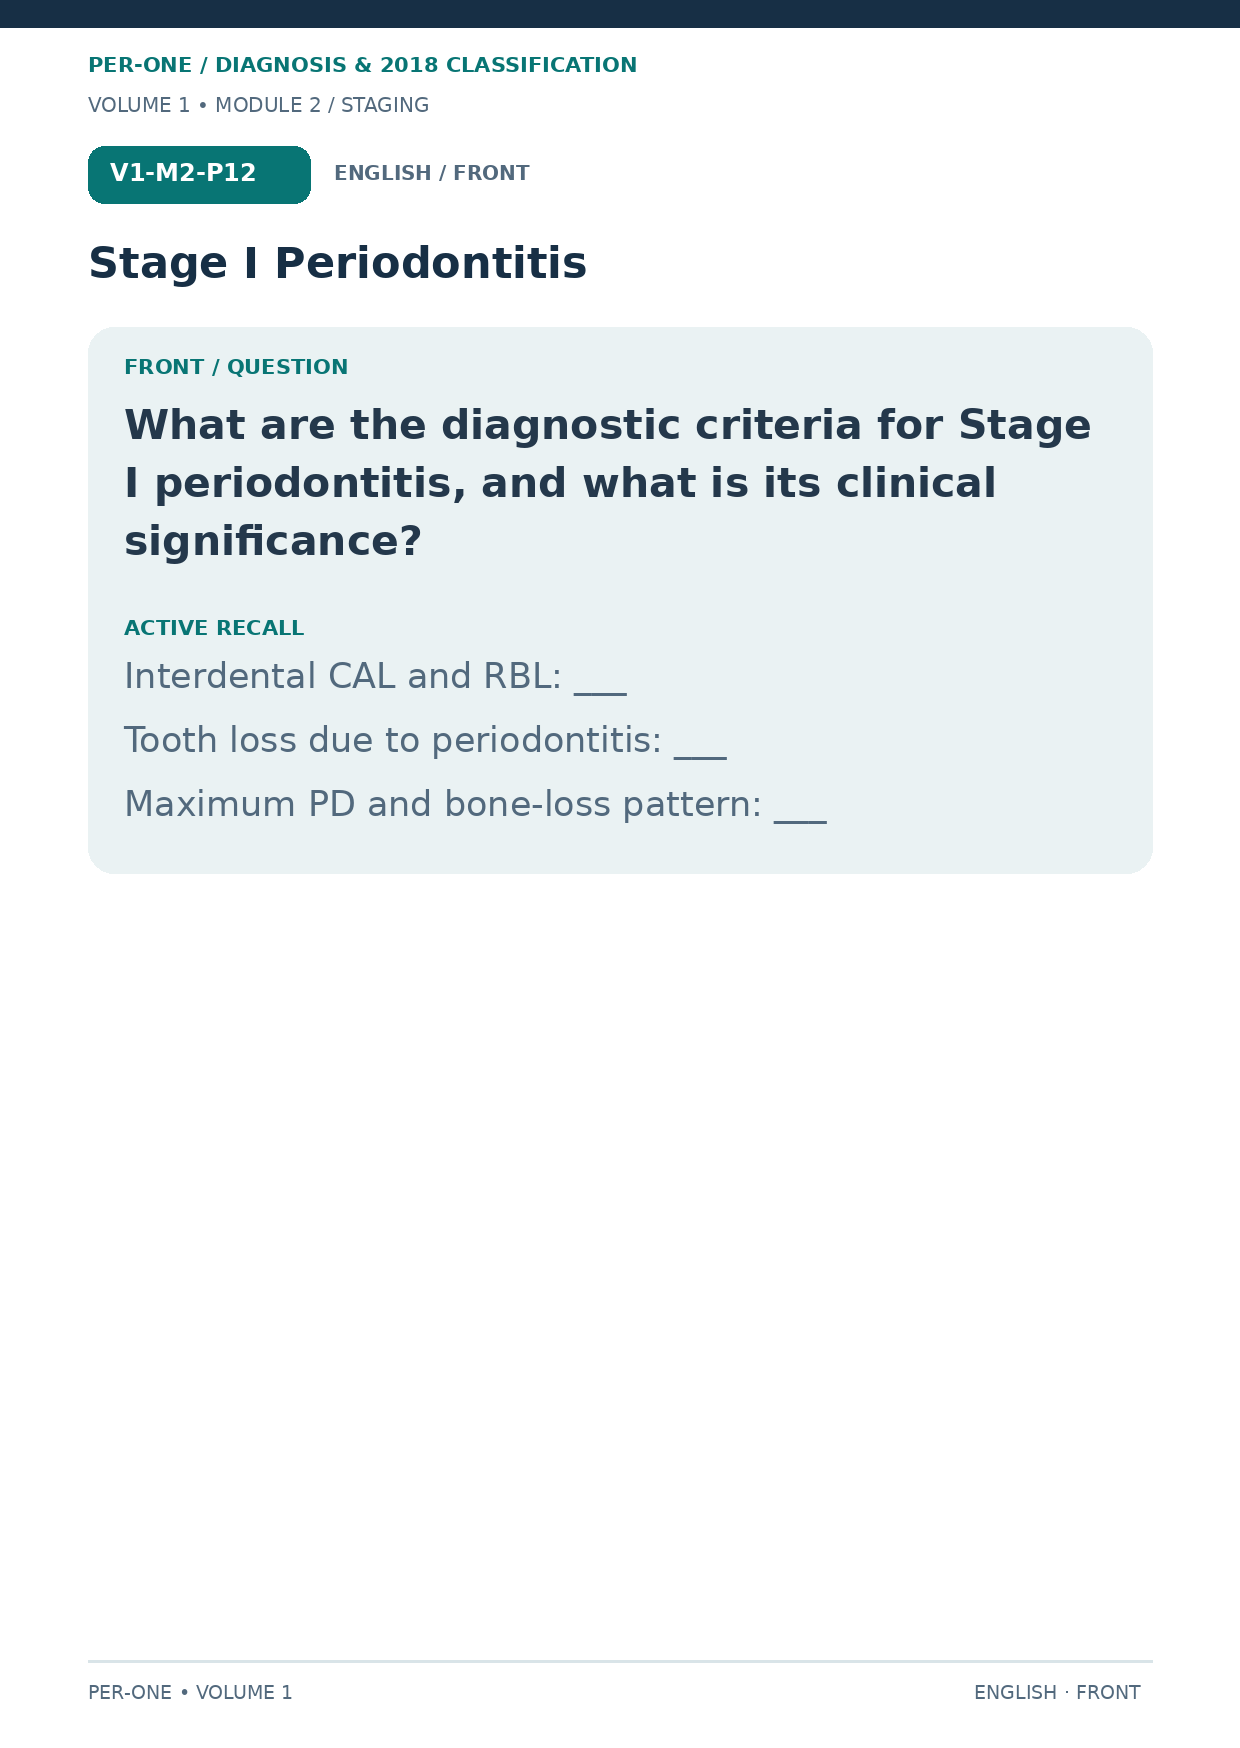 PER-ONE / DIAGNOSIS & 2018 CLASSIFICATION
VOLUME 1 • MODULE 2 / STAGING
V1-M2-P12
ENGLISH / FRONT
Stage I Periodontitis
FRONT / QUESTION
What are the diagnostic criteria for Stage
I periodontitis, and what is its clinical
significance?
ACTIVE RECALL
Interdental CAL and RBL: ___
Tooth loss due to periodontitis: ___
Maximum PD and bone-loss pattern: ___
PER-ONE • VOLUME 1
ENGLISH · FRONT